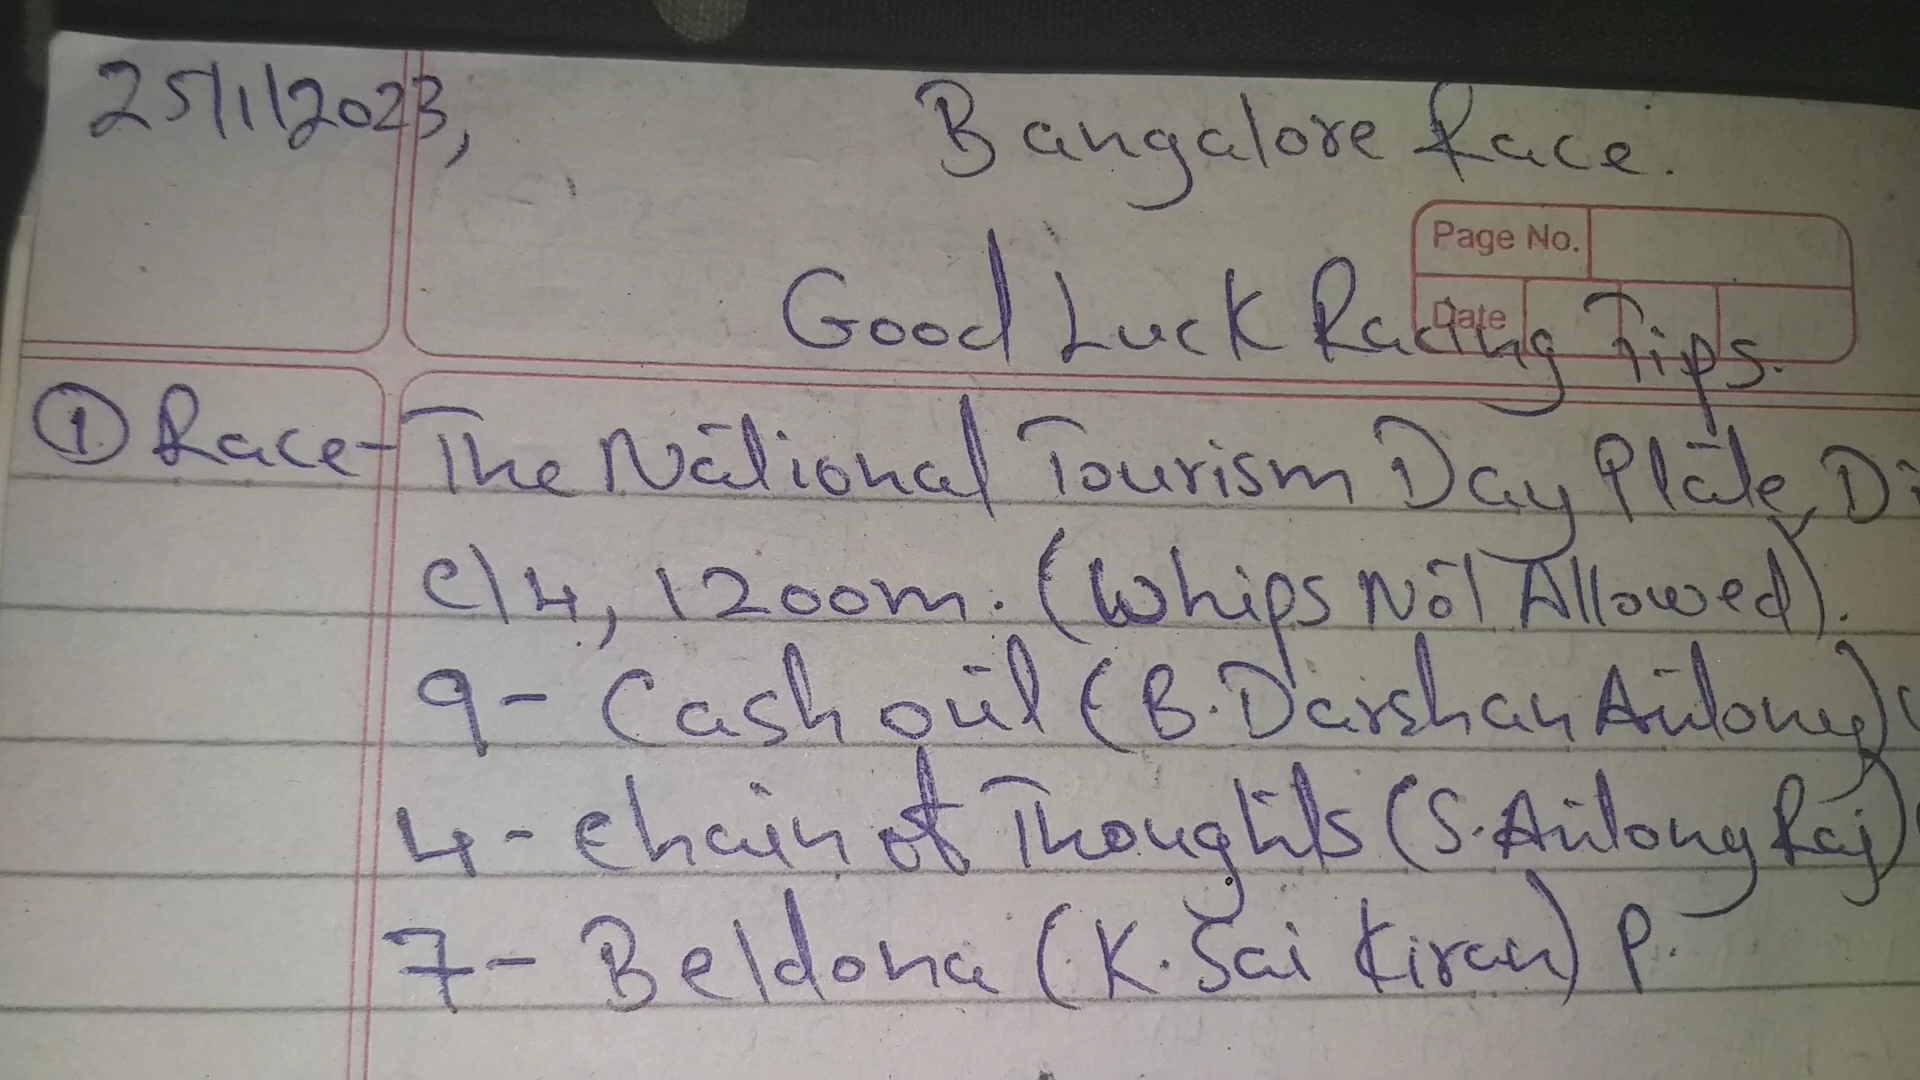 25/1/2023, Bangalore Race.
Page No.
Good Luck Racing Tips.
Date
① Race- The National Tourism Day Plate, Di
C/4, 1200m. (Whips Not Allowed).
9- Cash out (B. Darshan Antony)
4- Chain of Thoughts (S. Antony Raj)
7- Beldona (K. Sai Kiran) P.